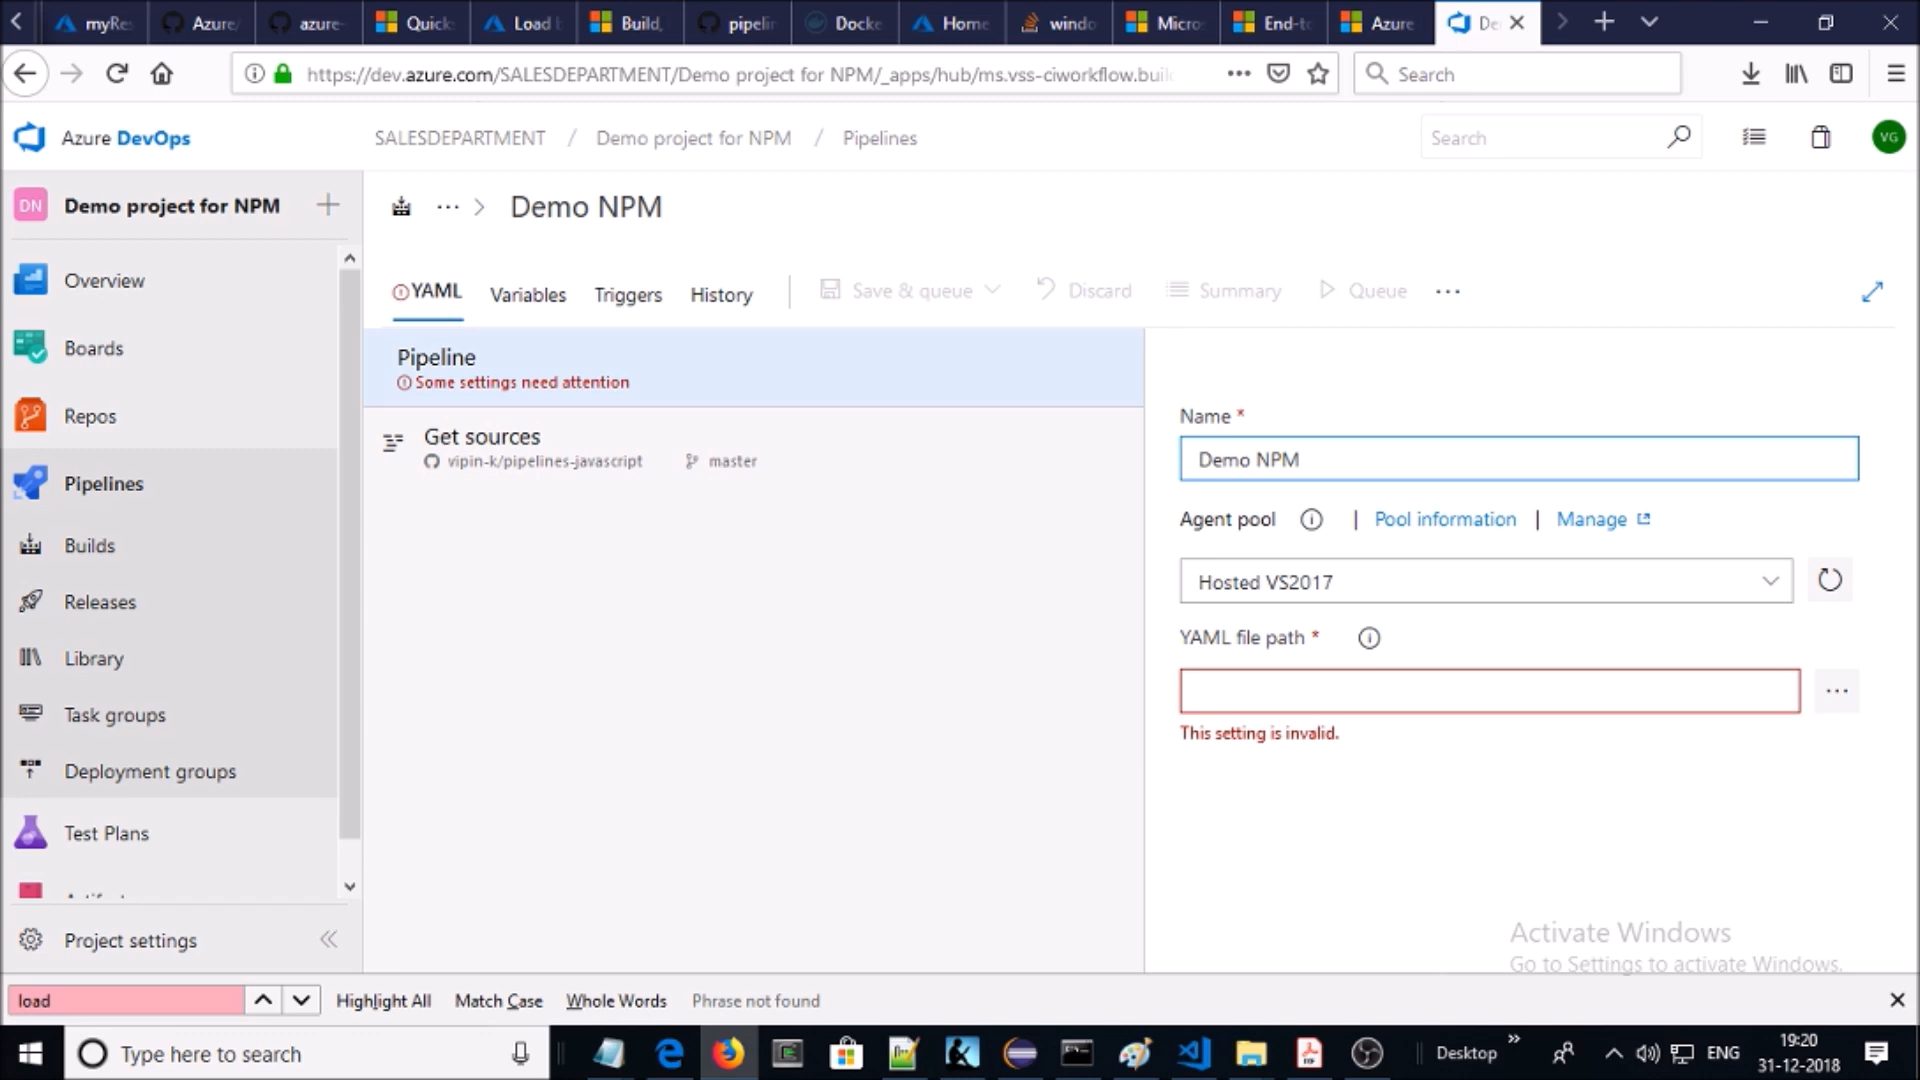 myRes
Azure/
azure-
Quick
Load b
Build,
pipelin
Docke
Home
windo
Micro
End-to
Azure
De
https://dev.azure.com/SALESDEPARTMENT/Demo project for NPM/_apps/hub/ms.vss-ciworkflow.buil
Search
Azure DevOps
SALESDEPARTMENT / Demo project for NPM / Pipelines
Search
VG
DN Demo project for NPM
Demo NPM
Overview
YAML Variables Triggers History Save & queue Discard Summary Queue
Boards
Pipeline
Some settings need attention
Repos
Get sources
vipin-k/pipelines-javascript master
Pipelines
Builds
Releases
Library
Task groups
Deployment groups
Test Plans
Project settings
Name *
Demo NPM
Agent pool | Pool information | Manage
Hosted VS2017
YAML file path *
This setting is invalid.
Activate Windows
Go to Settings to activate Windows.
load Highlight All Match Case Whole Words Phrase not found
Type here to search
Desktop
ENG
19:20
31-12-2018